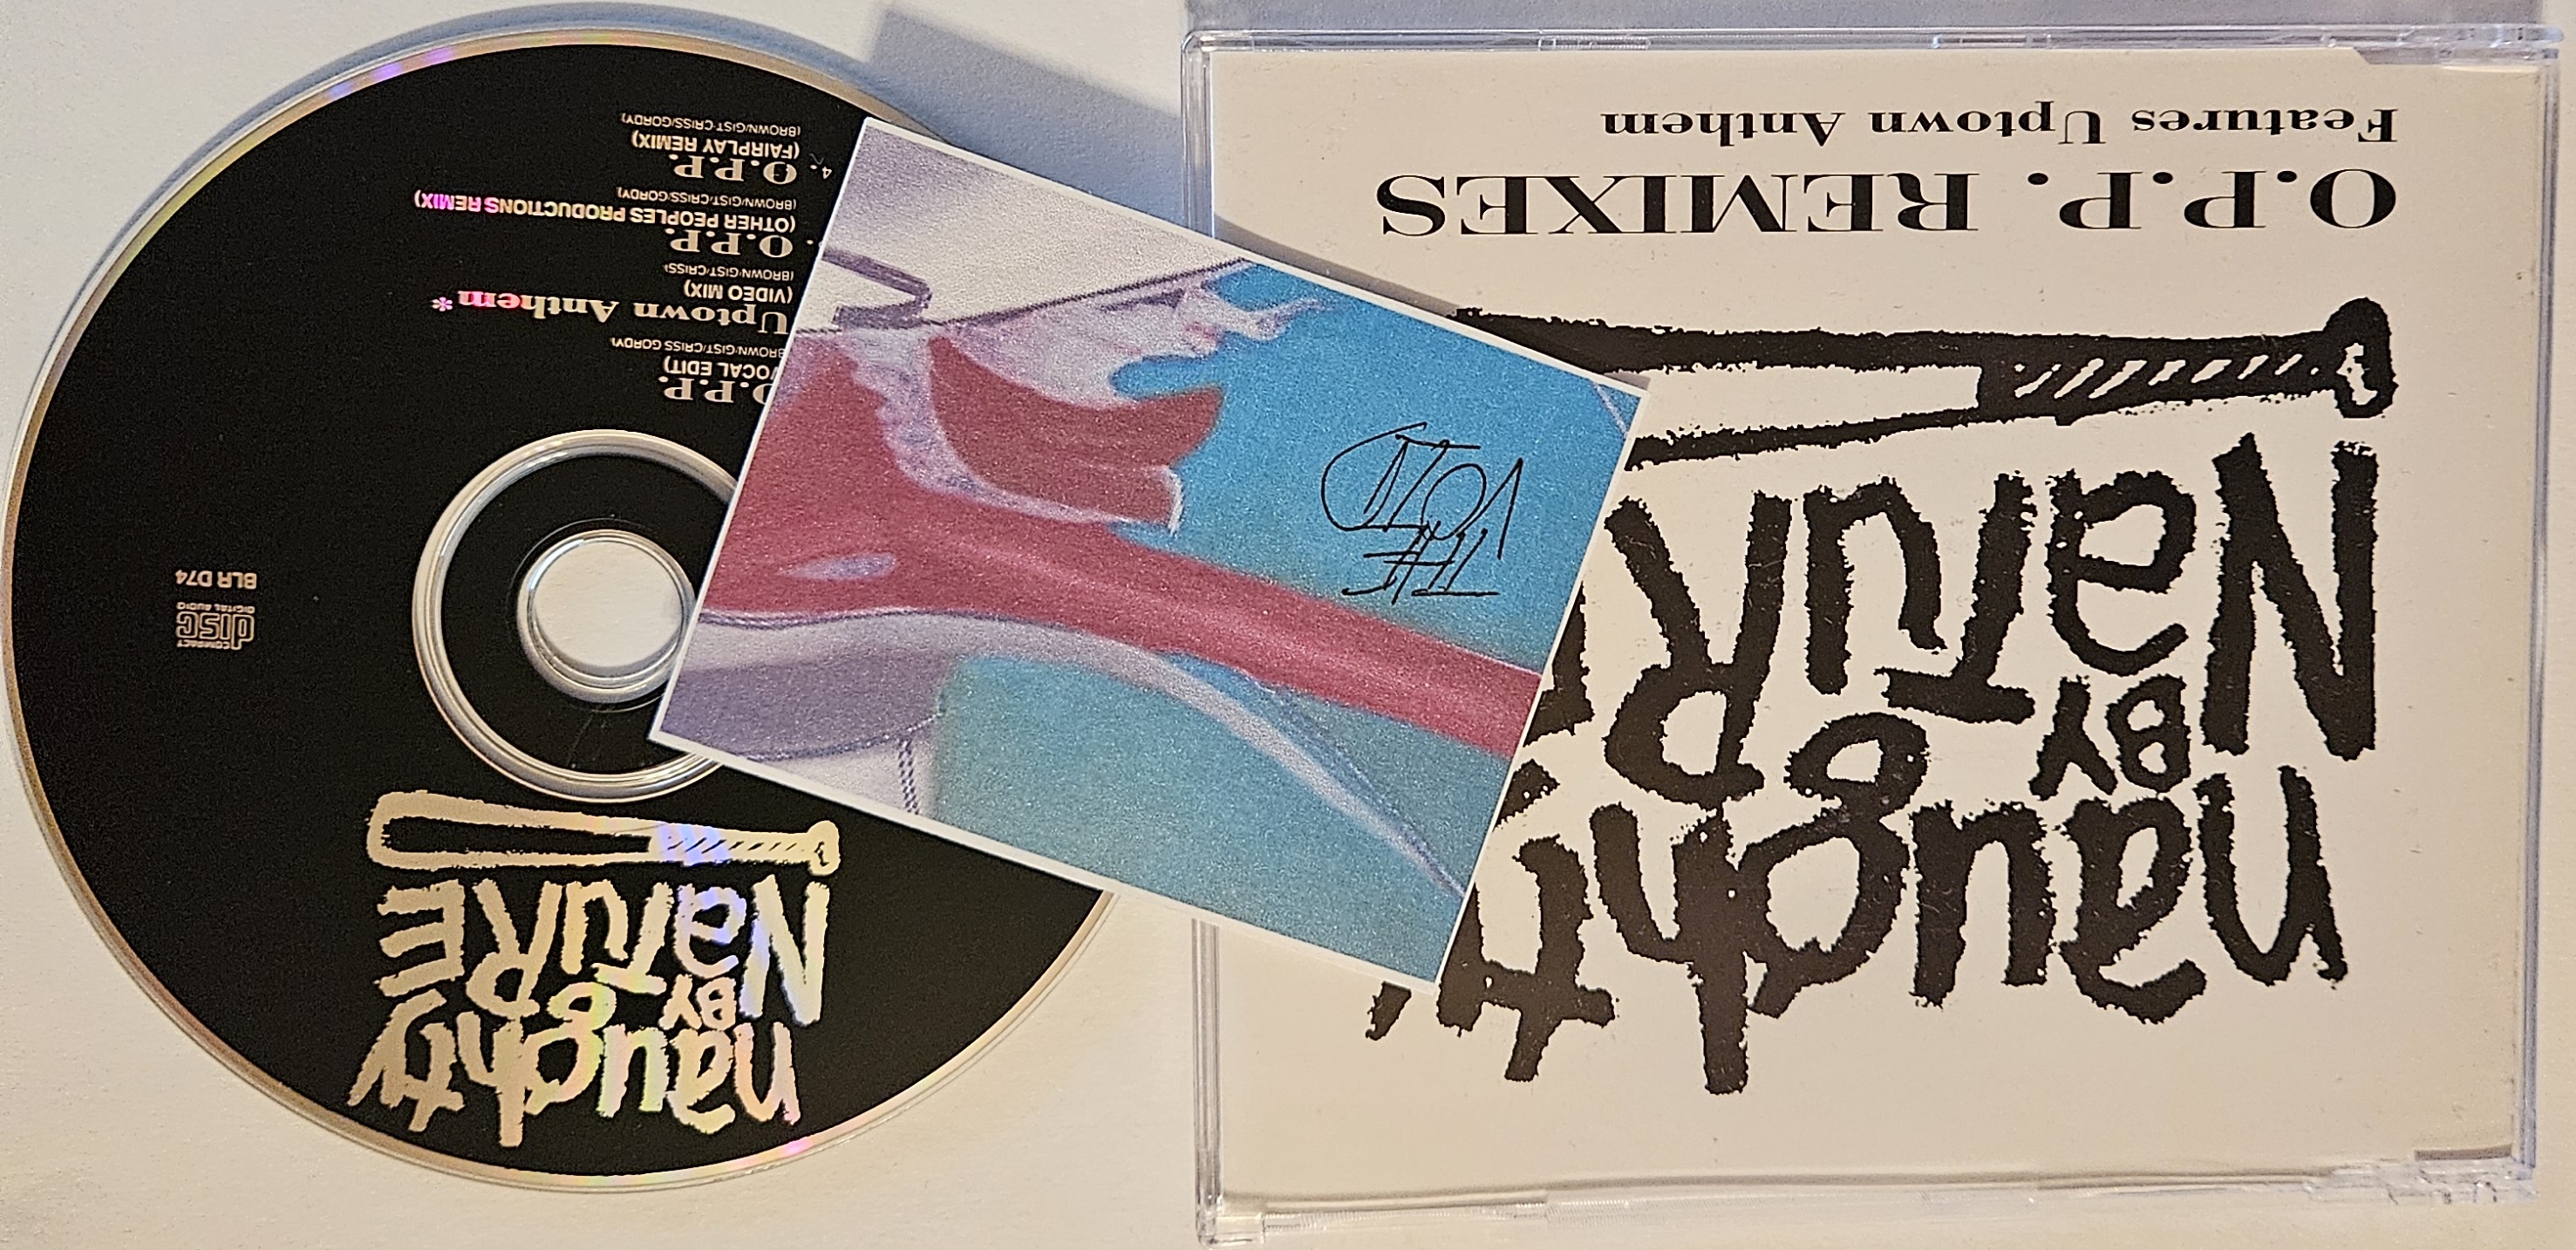 naughty
BY
NaTuRE
O.P.P. REMIXES
Features Uptown Anthem
THE
naughty
BY
NaTuRE
COMPACT
disc
DIGITAL AUDIO
BLR D74
O.P.P.
VOCAL EDIT)
BROWN/GIST/CRISS GORDY)
Uptown Anthem*
(VIDEO MIX)
(BROWN/GIST/CRISS)
O.P.P.
(OTHER PEOPLES PRODUCTIONS REMIX)
(BROWN/GIST/CRISS/GORDY)
4. O.P.P.
(FAIRPLAY REMIX)
(BROWN/GIST-CRISS/GORDY)